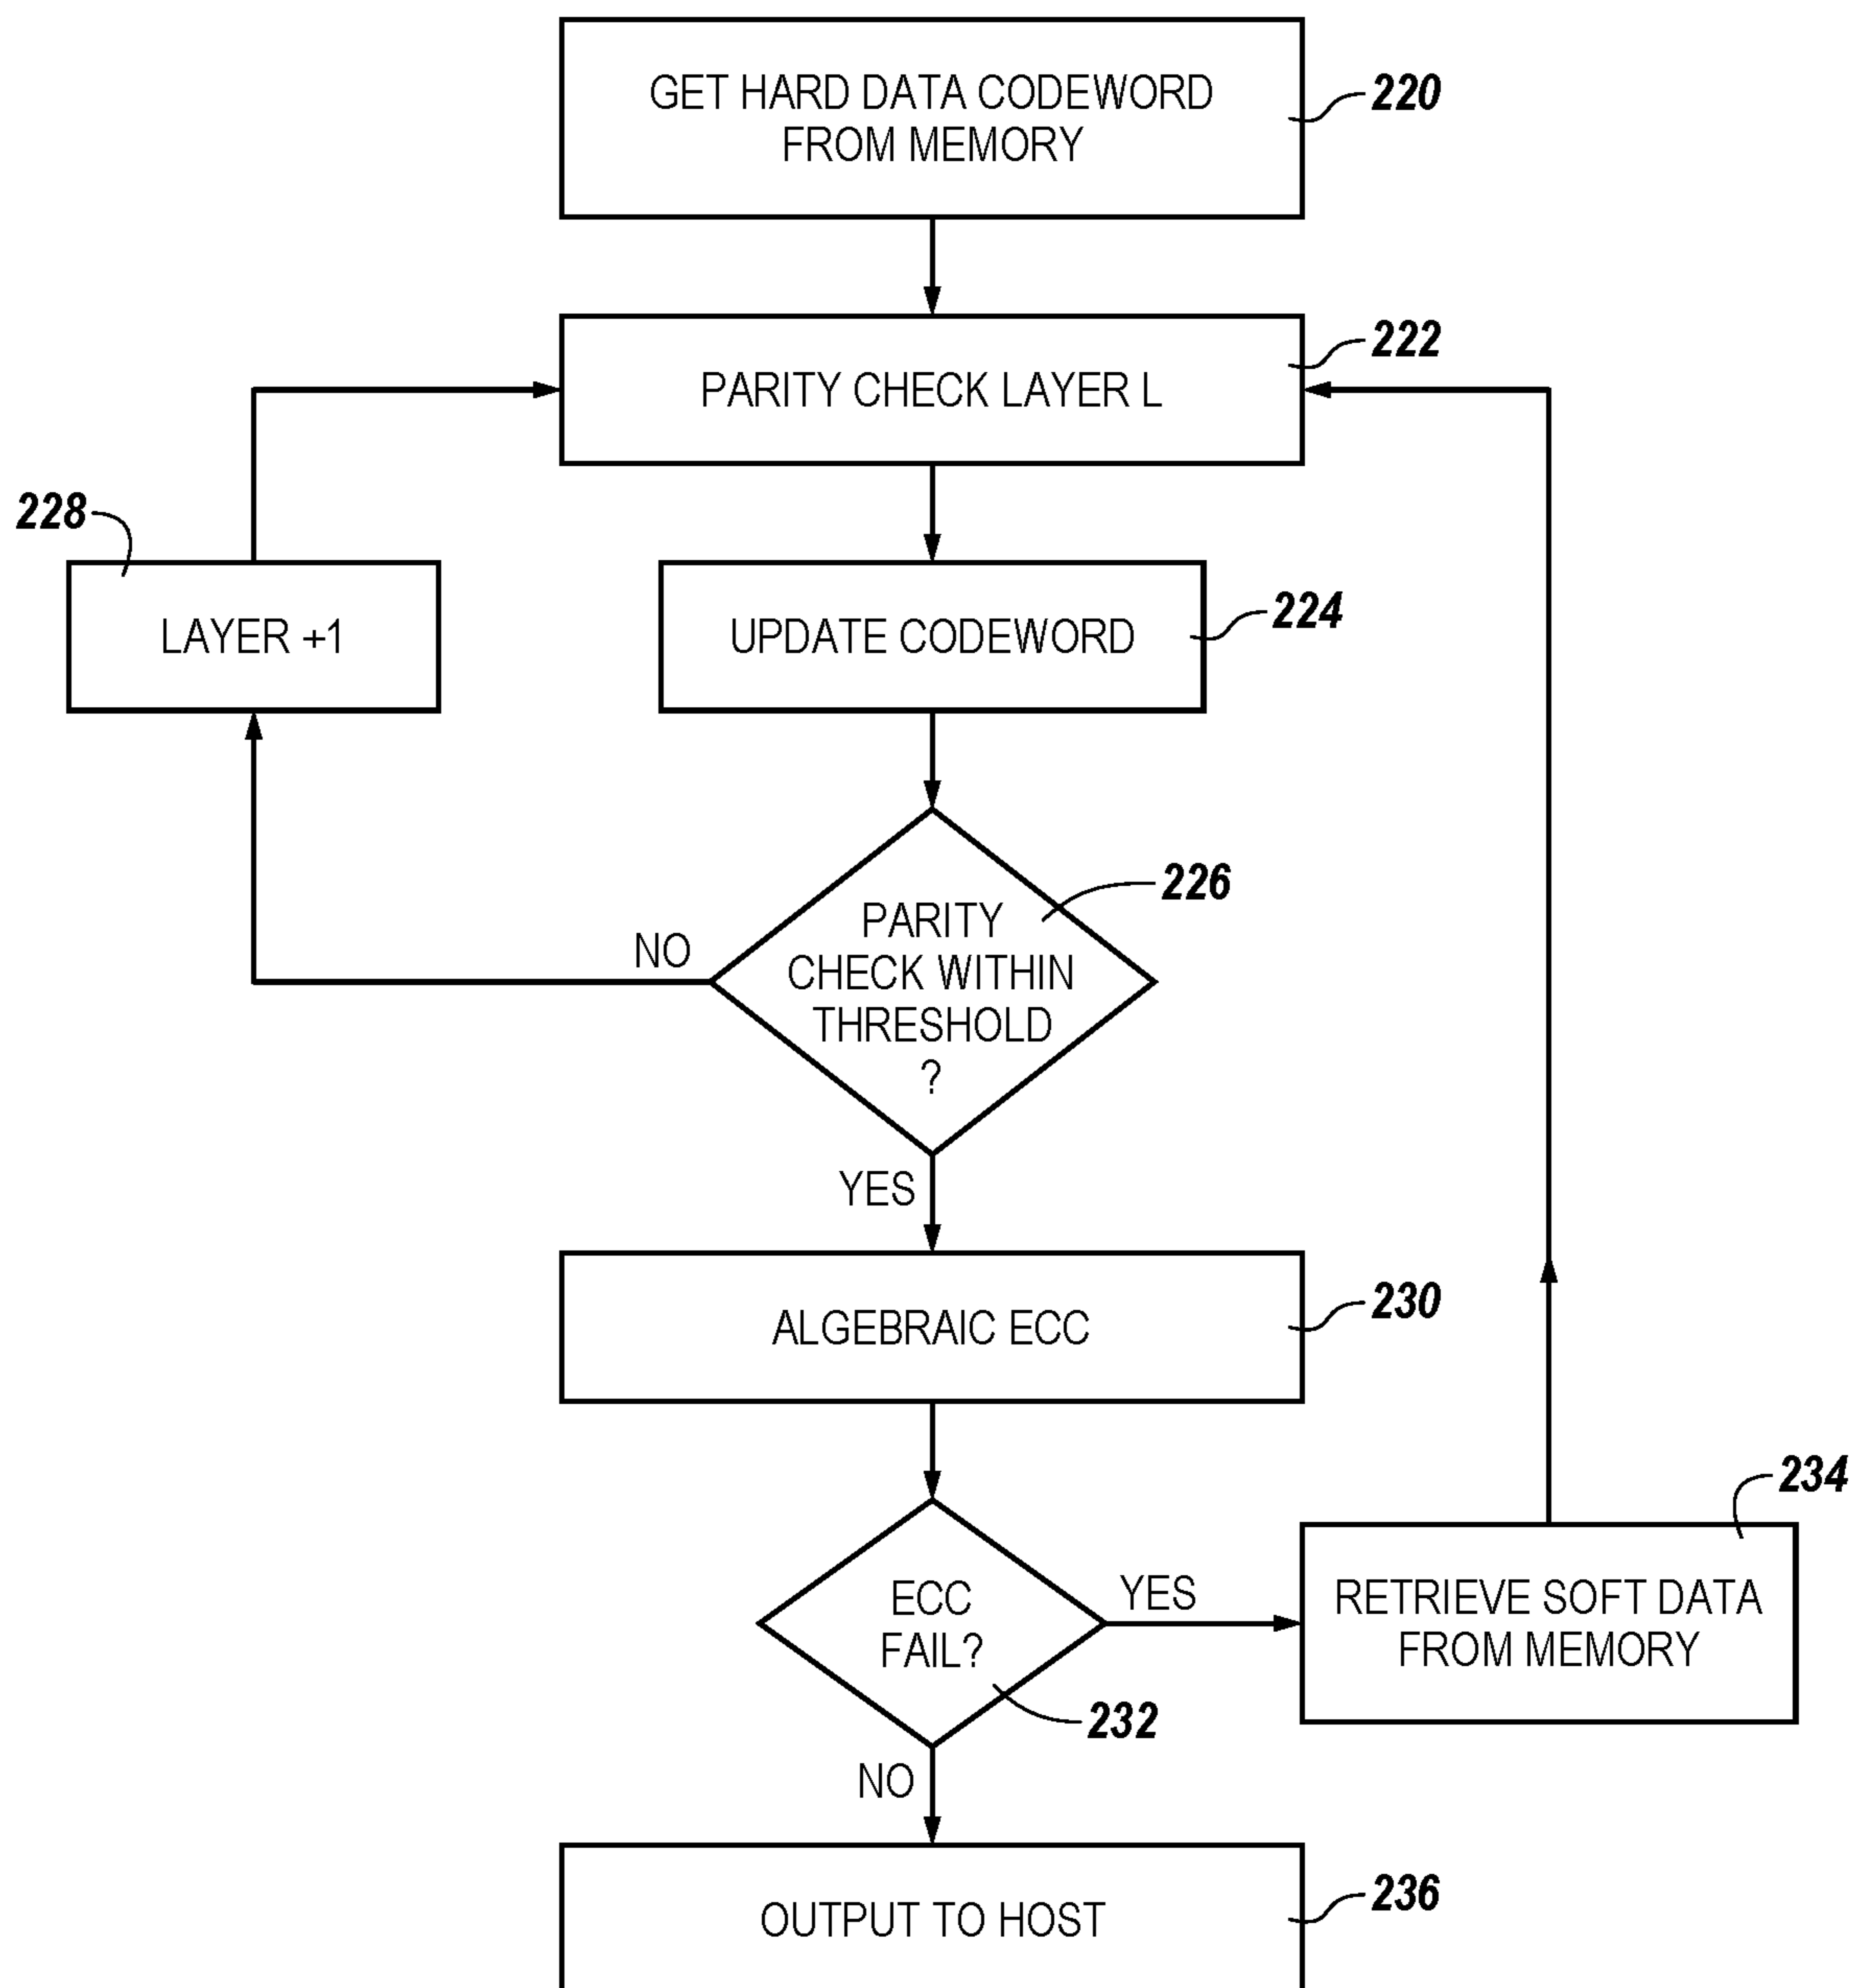 GET HARD DATA CODEWORD
FROM MEMORY
220
PARITY CHECK LAYER L
222
228
LAYER +1
UPDATE CODEWORD
224
PARITY
CHECK WITHIN
THRESHOLD
?
226
NO
YES
ALGEBRAIC ECC
230
ECC
FAIL?
232
YES
RETRIEVE SOFT DATA
FROM MEMORY
234
NO
OUTPUT TO HOST
236